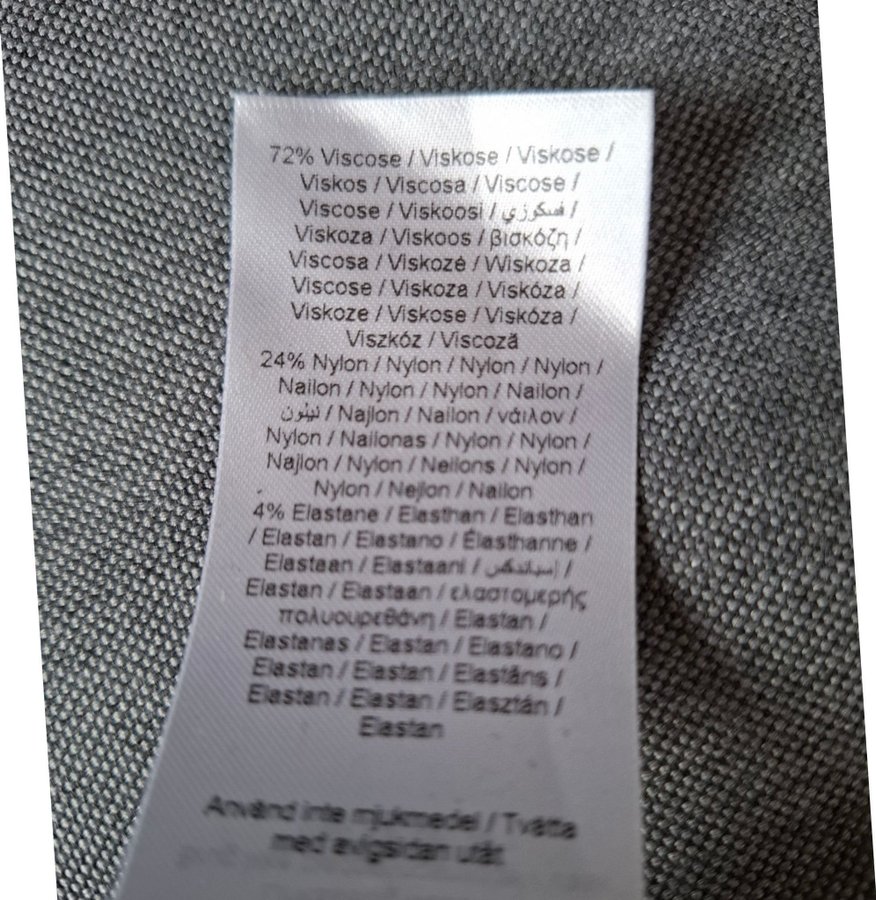 72% Viscose / Viskose / Viskose /
Viskos / Viscosa / Viscose /
Viscose / Viskoosi / فسكوزي /
Viskoza / Viskoos / βισκόζη /
Viscosa / Viskozė / Wiskoza /
Viscose / Viskoza / Viskóza /
Viskoze / Viskose / Viskóza /
Viszkóz / Viscoză
24% Nylon / Nylon / Nylon / Nylon /
Nailon / Nylon / Nylon / Nailon /
نيلون / Najlon / Nailon / νάιλον /
Nylon / Nailonas / Nylon / Nylon /
Najlon / Nylon / Neilons / Nylon /
Nylon / Nejlon / Nailon
4% Elastane / Elasthan / Elasthan
/ Elastan / Elastano / Élasthanne /
Elastaan / Elastaani / /
Elastan / Elastaan / ελαστομερής
πολυουρεθάνη / Elastan /
Elastanas / Elastan / Elastano /
Elastan / Elastan / Elastāns /
Elastan / Elastan / Elasztán /
Elastan
Använd inte mjukmedel / Tvätta
med avigsidan utåt